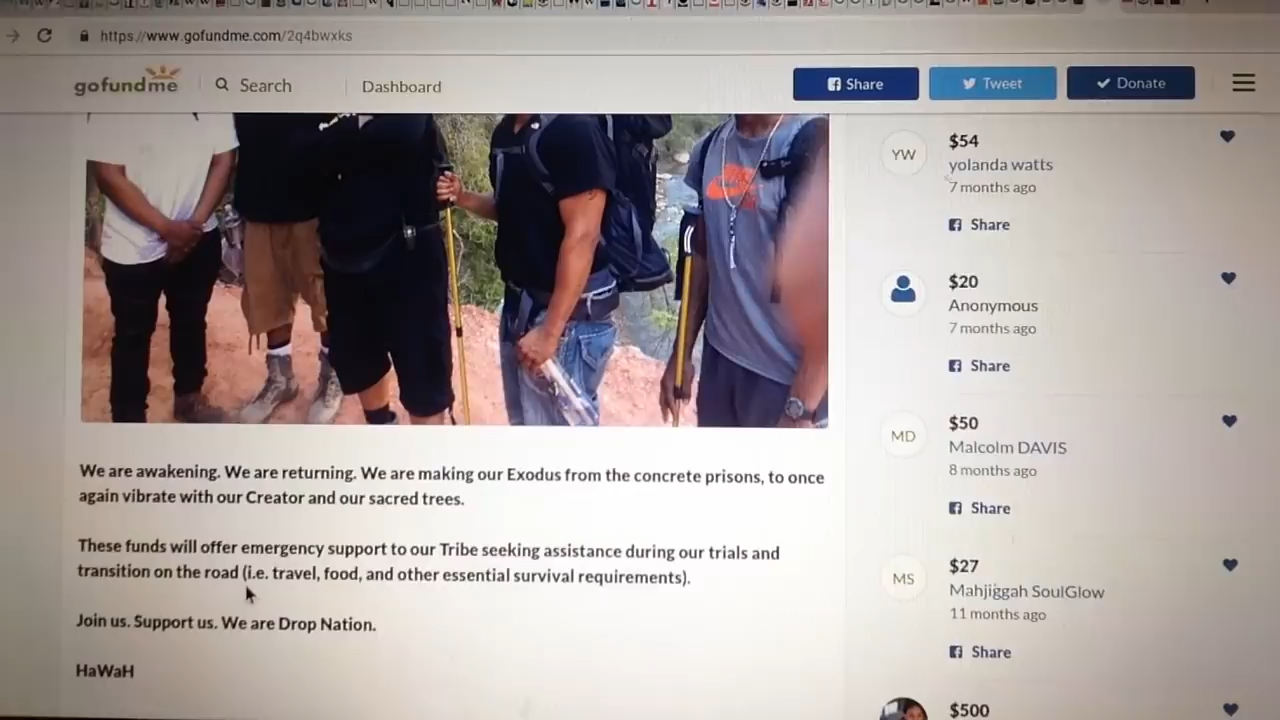 https://www.gofundme.com/2q4bwxks
gofundme
Search
Dashboard
Share
Tweet
Donate
We are awakening. We are returning. We are making our Exodus from the concrete prisons, to once
again vibrate with our Creator and our sacred trees.
These funds will offer emergency support to our Tribe seeking assistance during our trials and
transition on the road (i.e. travel, food, and other essential survival requirements).
Join us. Support us. We are Drop Nation.
HaWaH
YW
$54
yolanda watts
7 months ago
Share
$20
Anonymous
7 months ago
Share
MD
$50
Malcolm DAVIS
8 months ago
Share
MS
$27
Mahjiggah SoulGlow
11 months ago
Share
$500